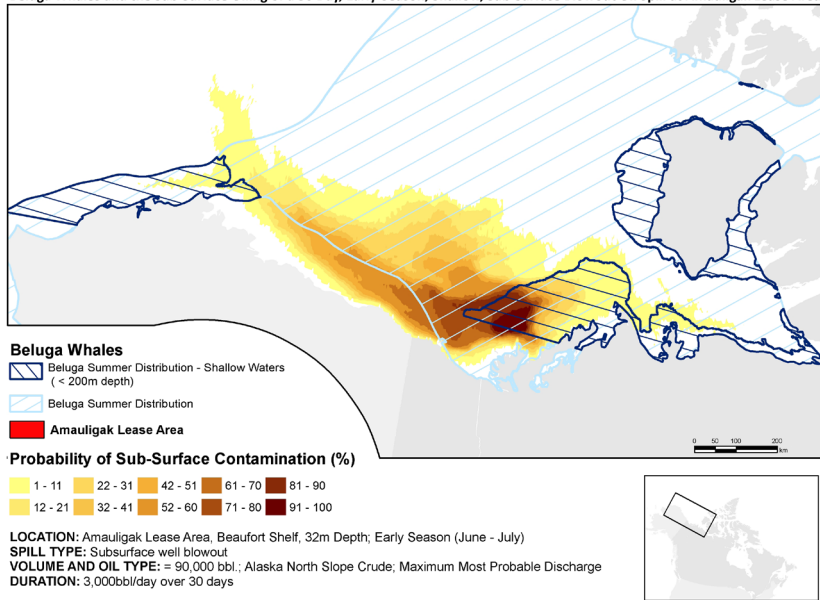 Beluga Whales
Beluga Summer Distribution - Shallow Waters
( < 200m depth)
Beluga Summer Distribution
Amauligak Lease Area
Probability of Sub-Surface Contamination (%)
1 - 11 22 - 31 42 - 51 61 - 70 81 - 90
12 - 21 32 - 41 52 - 60 71 - 80 91 - 100
LOCATION: Amauligak Lease Area, Beaufort Shelf, 32m Depth; Early Season (June - July)
SPILL TYPE: Subsurface well blowout
VOLUME AND OIL TYPE: = 90,000 bbl.; Alaska North Slope Crude; Maximum Most Probable Discharge
DURATION: 3,000bbl/day over 30 days
0 50 100 200
km